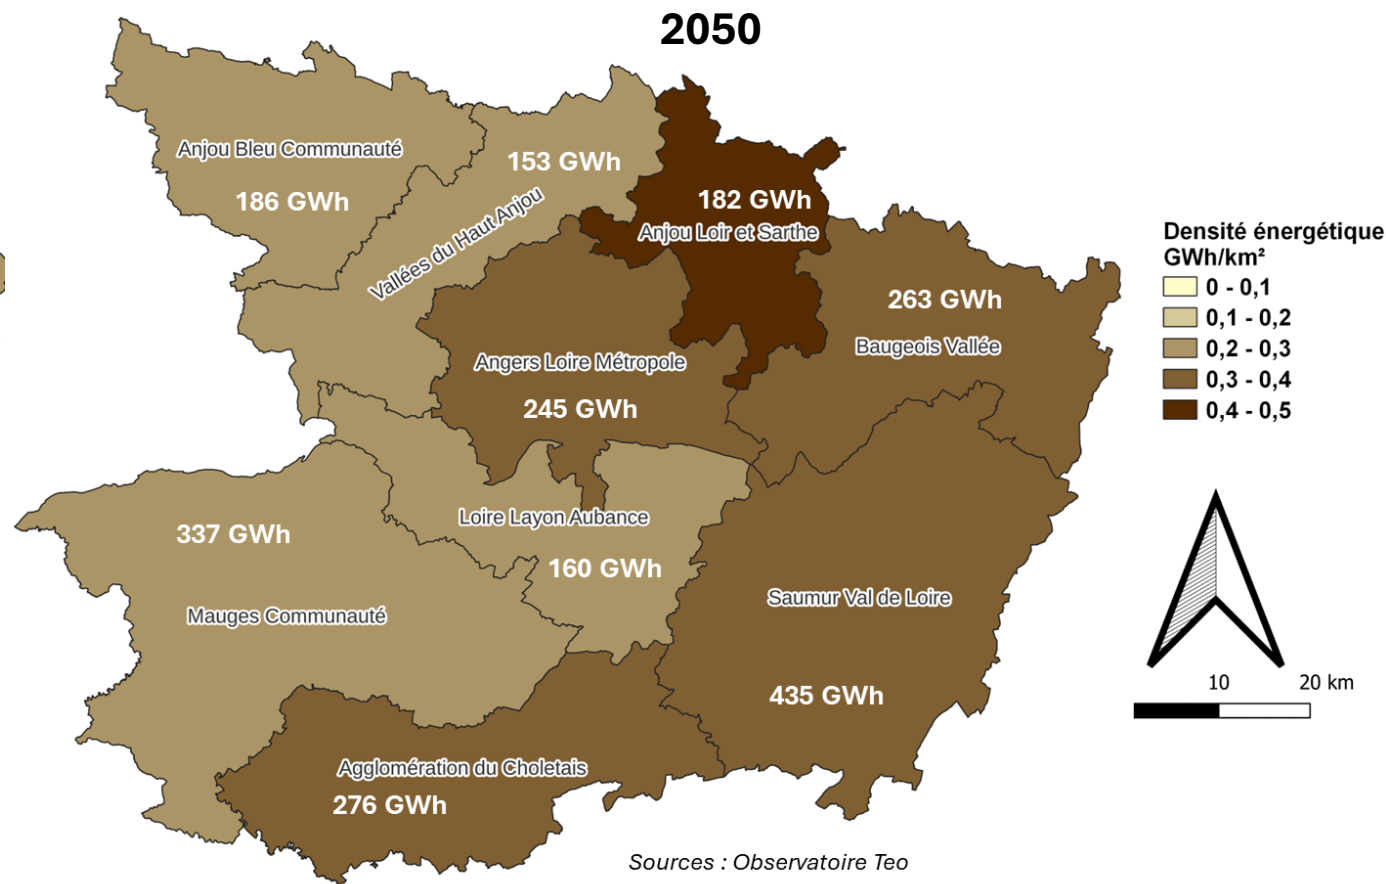 2050
Anjou Bleu Communauté
186 GWh
153 GWh
Vallées du Haut Anjou
182 GWh
Anjou Loir et Sarthe
263 GWh
Baugeois Vallée
Angers Loire Métropole
245 GWh
337 GWh
Mauges Communauté
Loire Layon Aubance
160 GWh
Saumur Val de Loire
435 GWh
Agglomération du Choletais
276 GWh
Densité énergétique
GWh/km²
0 - 0,1
0,1 - 0,2
0,2 - 0,3
0,3 - 0,4
0,4 - 0,5
10 20 km
Sources : Observatoire Teo